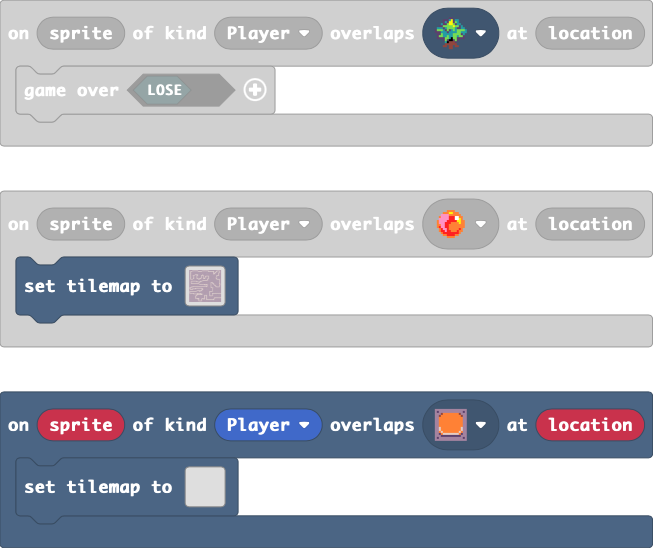 on sprite of kind Player overlaps at location
game over LOSE
on sprite of kind Player overlaps at location
set tilemap to
on sprite of kind Player overlaps at location
set tilemap to